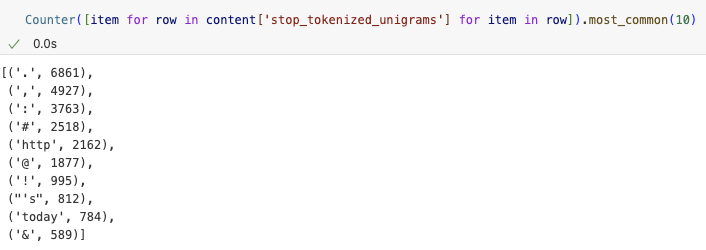 Counter([item for row in content['stop_tokenized_unigrams'] for item in row]).most_common(10)
✓ 0.0s
[('.', 6861),
(',', 4927),
(':', 3763),
('#', 2518),
('http', 2162),
('@', 1877),
('!', 995),
("'s", 812),
('today', 784),
('&', 589)]